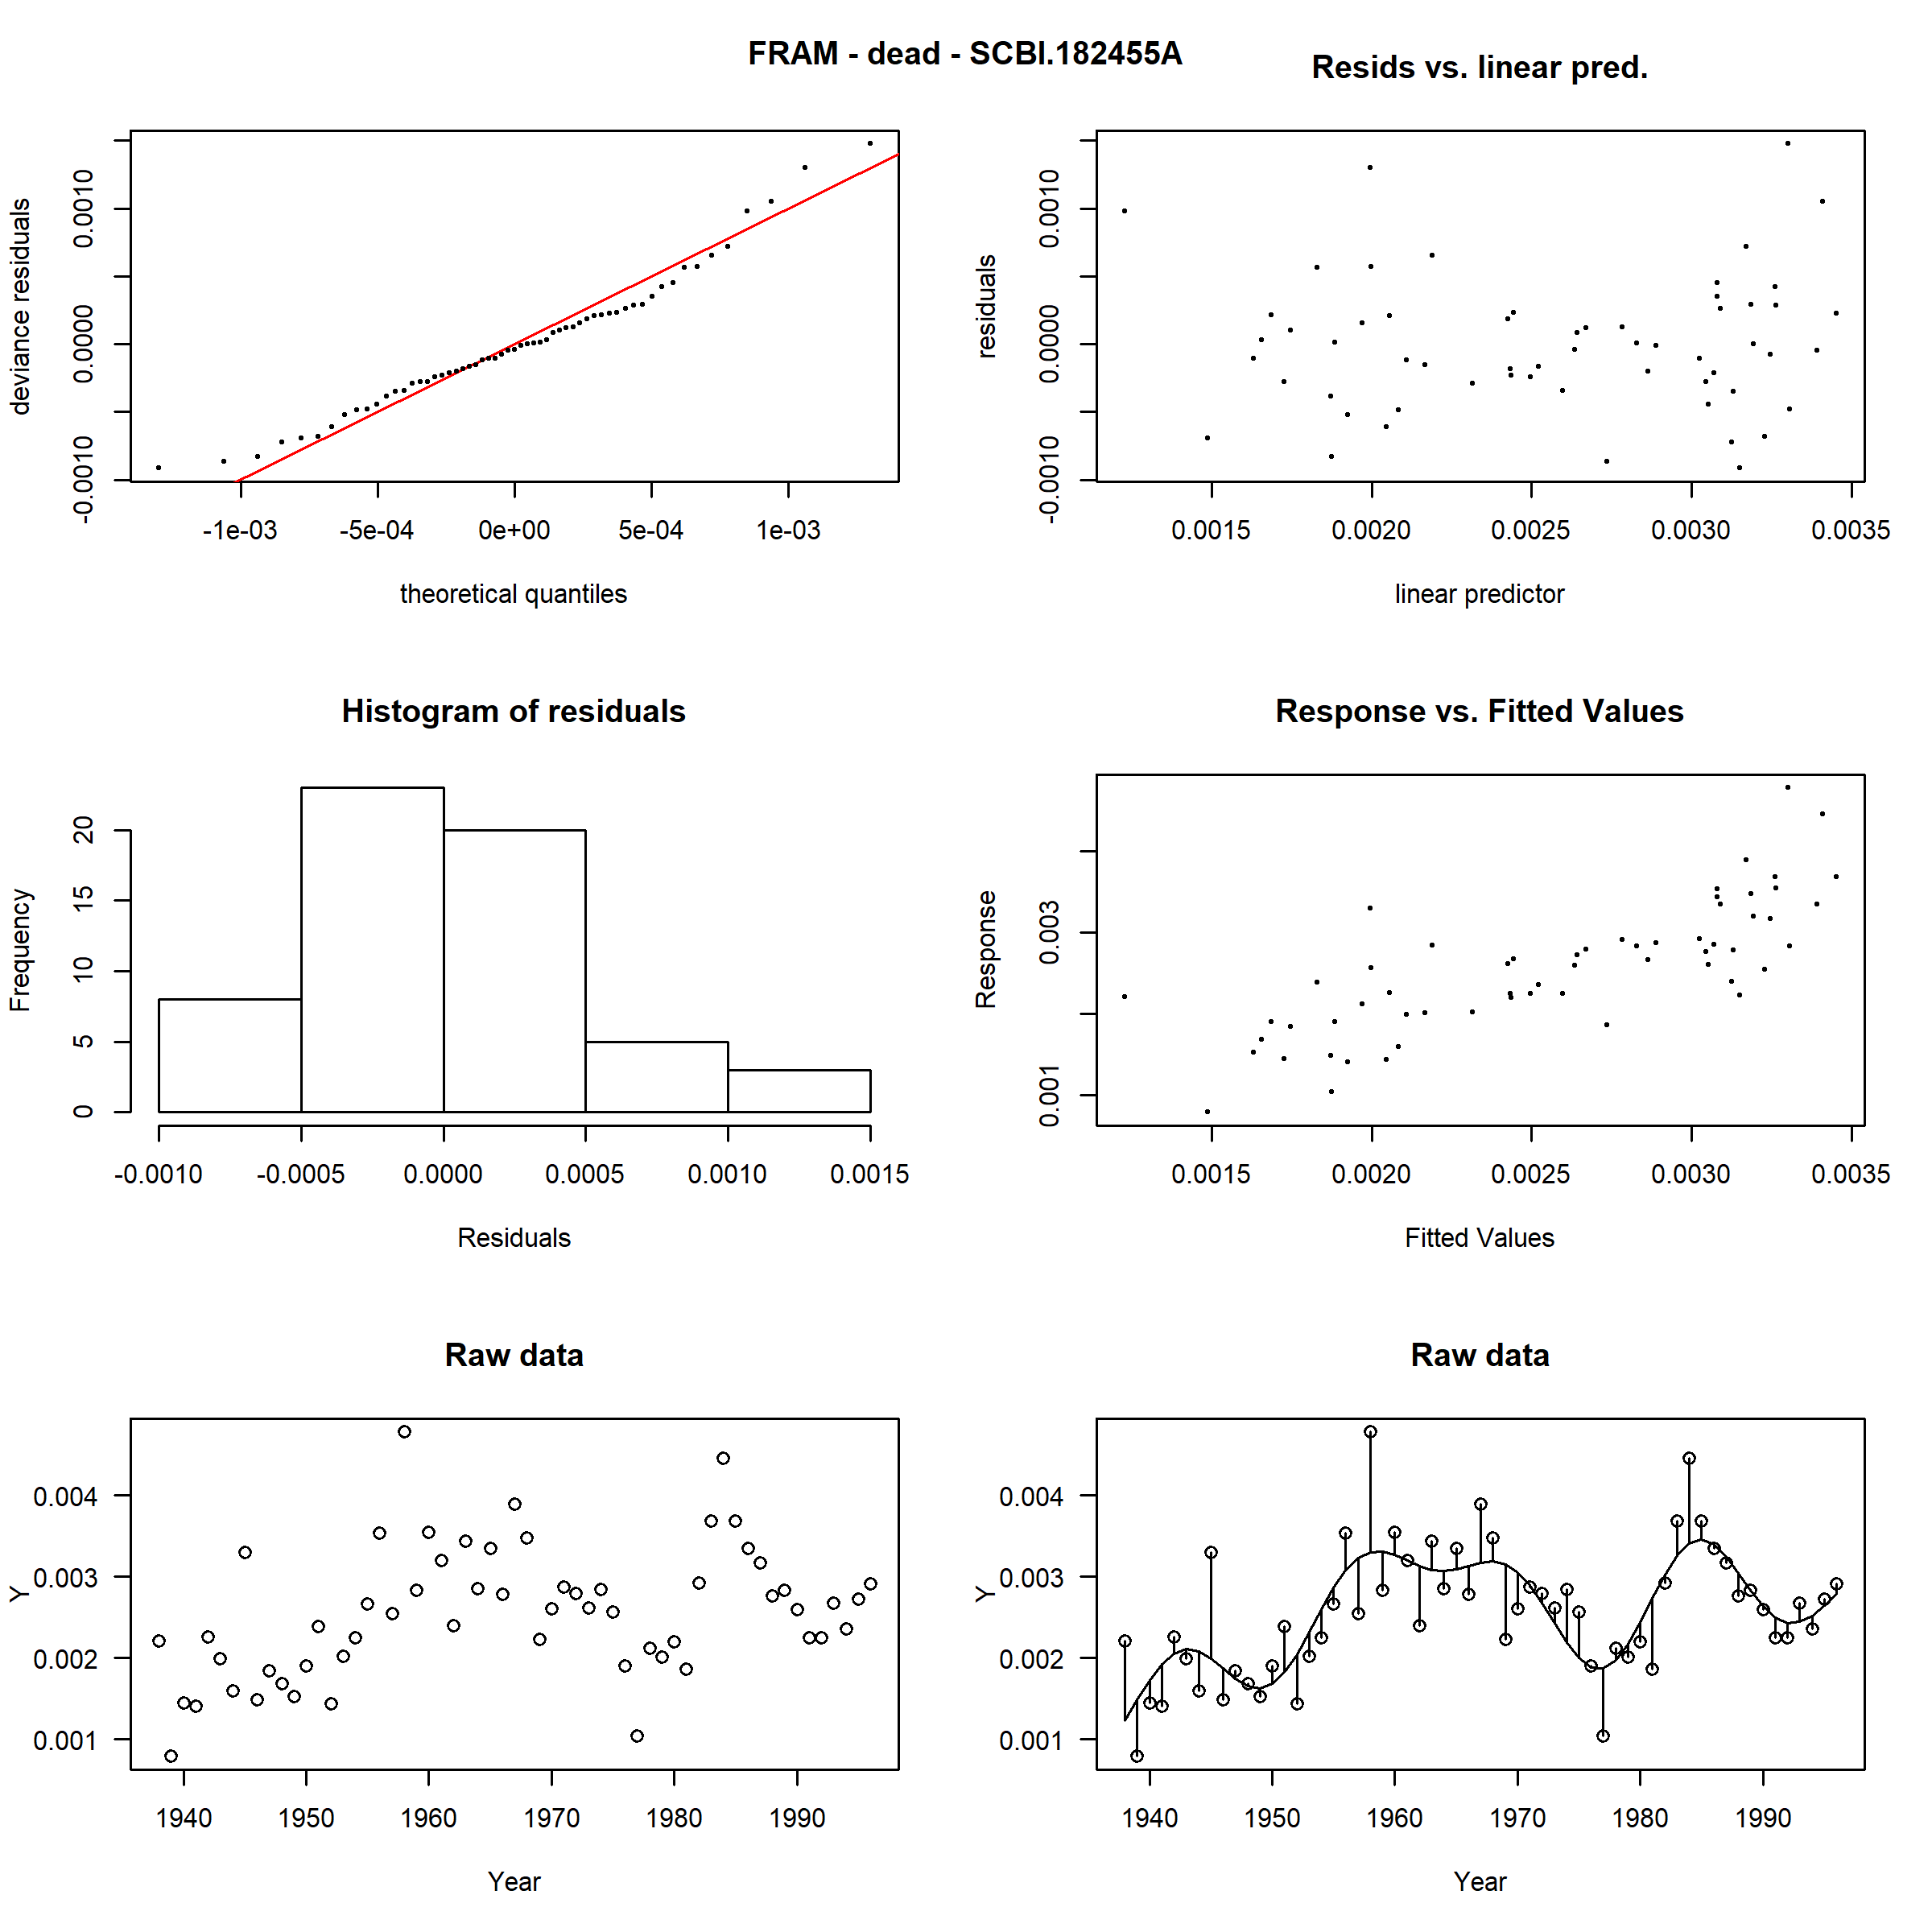 FRAM - dead - SCBI.182455A
deviance residuals
-0.0010 0.0000 0.0010
-1e-03 -5e-04 0e+00 5e-04 1e-03
theoretical quantiles
Resids vs. linear pred.
residuals
-0.0010 0.0000 0.0010
0.0015 0.0020 0.0025 0.0030 0.0035
linear predictor
Histogram of residuals
Frequency
0 5 10 15 20
-0.0010 -0.0005 0.0000 0.0005 0.0010 0.0015
Residuals
Response vs. Fitted Values
Response
0.001 0.003
0.0015 0.0020 0.0025 0.0030 0.0035
Fitted Values
Raw data
Y
0.004
0.003
0.002
0.001
1940 1950 1960 1970 1980 1990
Year
Raw data
Y
0.004
0.003
0.002
0.001
1940 1950 1960 1970 1980 1990
Year